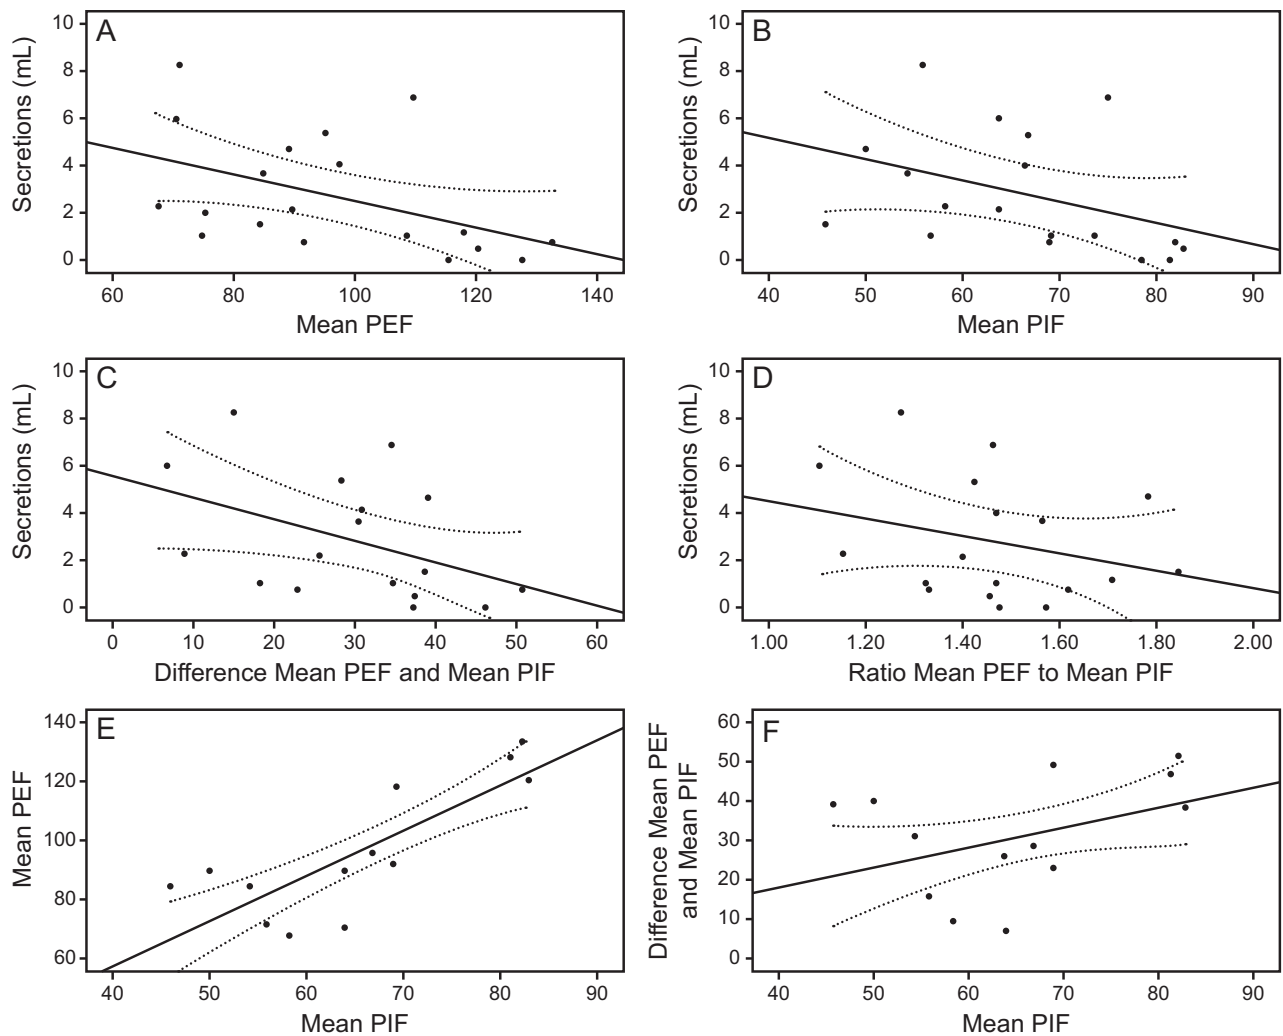 A
10
8
6
4
2
0
Secretions (mL)
60 80 100 120 140
Mean PEF
B
10
8
6
4
2
0
Secretions (mL)
40 50 60 70 80 90
Mean PIF
C
10
8
6
4
2
0
Secretions (mL)
0 10 20 30 40 50 60
Difference Mean PEF and Mean PIF
D
10
8
6
4
2
0
Secretions (mL)
1.00 1.20 1.40 1.60 1.80 2.00
Ratio Mean PEF to Mean PIF
E
140
120
100
80
60
Mean PEF
40 50 60 70 80 90
Mean PIF
F
60
50
40
30
20
10
0
Difference Mean PEF
and Mean PIF
40 50 60 70 80 90
Mean PIF